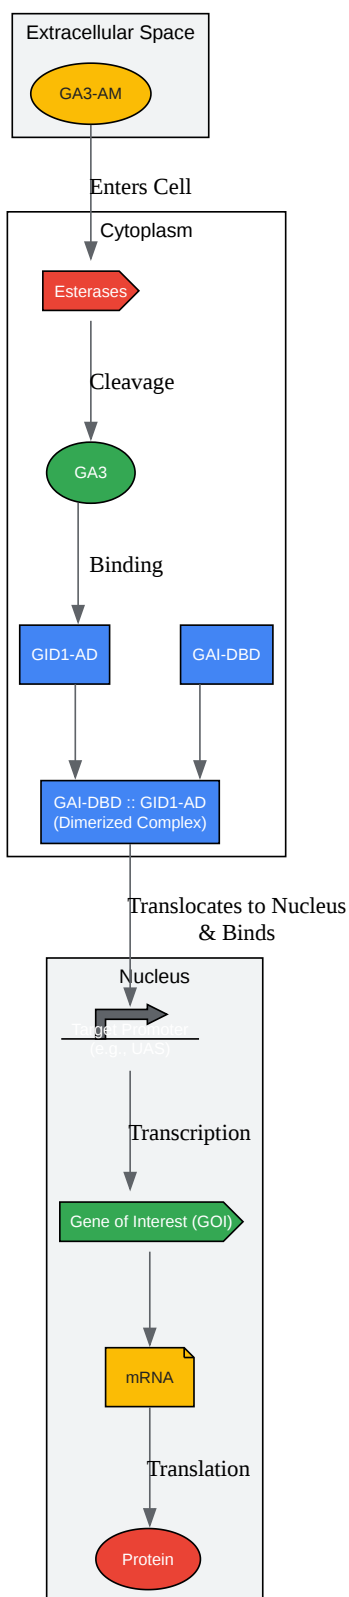 Extracellular Space
GA3-AM
Enters Cell
Cytoplasm
Esterases
Cleavage
GA3
Binding
GID1-AD
GAI-DBD
GAI-DBD :: GID1-AD
(Dimerized Complex)
Translocates to Nucleus
& Binds
Nucleus
Target Promoter
(e.g., UAS)
Transcription
Gene of Interest (GOI)
mRNA
Translation
Protein